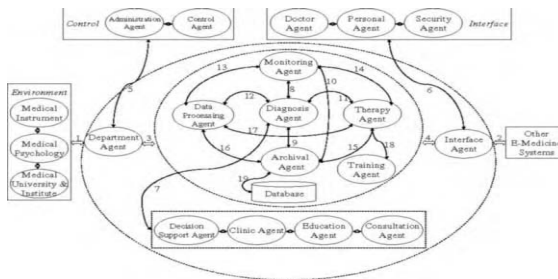 Control
Administration
Agent
Control
Agent
Doctor
Agent
Personal
Agent
Security
Agent
Interface
Monitoring
Agent
13
10
14
5
6
Environment
Medical
Instrument
8
12
11
Data
Processing
Agent
Diagnosis
Agent
Therapy
Agent
17
1
Department
Agent
3
4
Interface
Agent
2
Other
E-Medicine
Systems
Medical
Psychology
9
16
15
18
Archival
Agent
Training
Agent
Medical
University &
Institute
19
Database
7
Decision
Support Agent
Clinic Agent
Education
Agent
Consultation
Agent